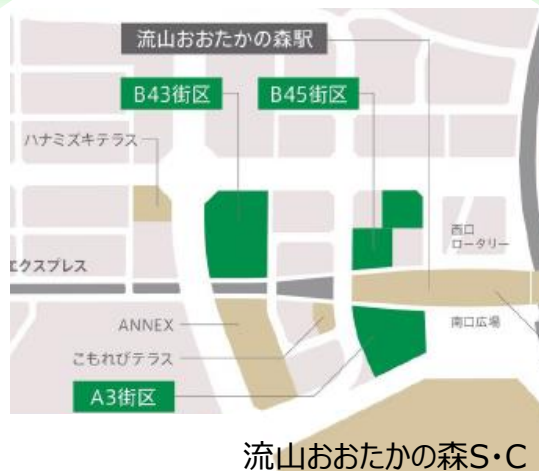 流山おおたかの森駅
B43街区
B45街区
ハナミズキテラス
西口
ロータリー
エクスプレス
ANNEX
南口広場
こもれびテラス
A3街区
流山おおたかの森S・C